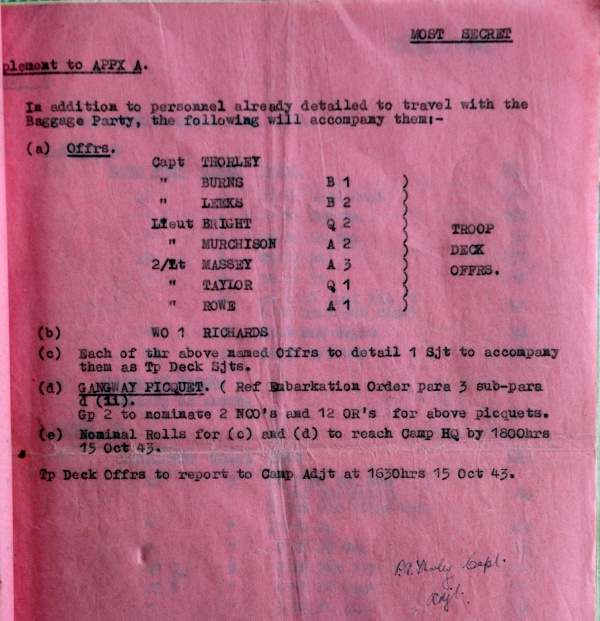 MOST SECRET
plement to APPX A.
In addition to personnel already detailed to travel with the
Baggage Party, the following will accompany them:-
(a) Offrs.
Capt THORLEY
" BURNS B 1
" LEEKS B 2
Lieut BRIGHT Q 2
" MURCHISON A 2
2/Lt MASSEY A 3
" TAYLOR Q 1
" ROWE A 1
TROOP
DECK
OFFRS.
(b) WO 1 RICHARDS
(c) Each of thr above named Offrs to detail 1 Sjt to accompany
them as Tp Deck Sjts.
(d) GANGWAY PICQUET. ( Ref Embarkation Order para 3 sub-para
d (ii).
Gp 2 to nominate 2 NCO's and 12 OR's for above picquets.
(e) Nominal Rolls for (c) and (d) to reach Camp HQ by 1800hrs
15 Oct 43.
Tp Deck Offrs to report to Camp Adjt at 1630hrs 15 Oct 43.
Capt.
Adjt.